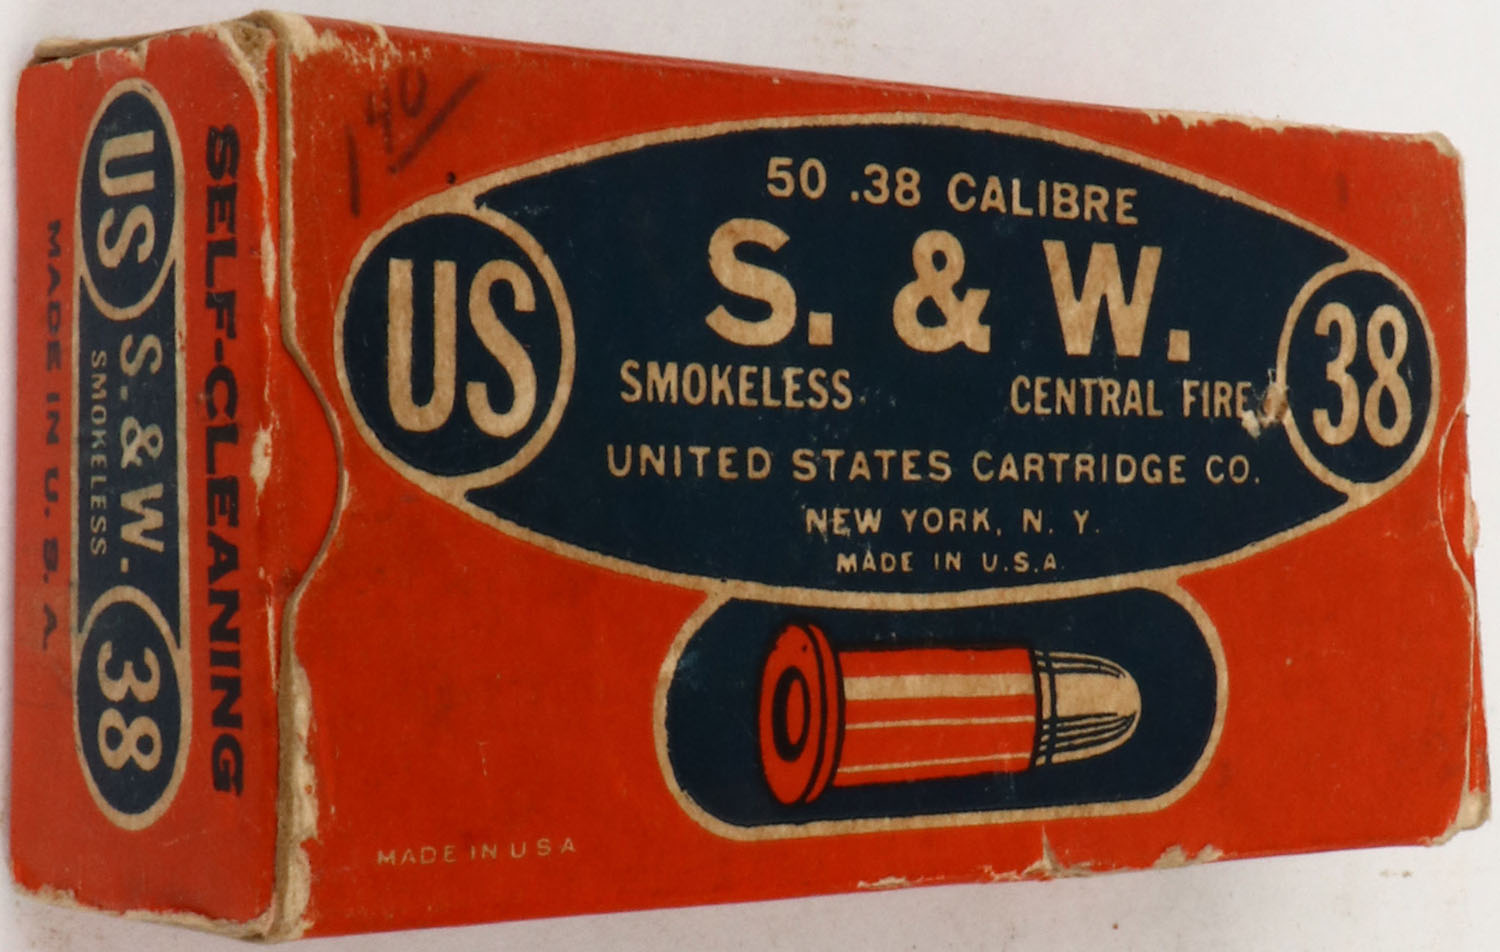 1 40
US
50 .38 CALIBRE
S. & W.
SMOKELESS CENTRAL FIRE
38
UNITED STATES CARTRIDGE CO.
NEW YORK, N. Y.
MADE IN U.S.A
MADE IN U S A
SELF-CLEANING
US S. & W. 38
SMOKELESS
MADE IN U. S. A.